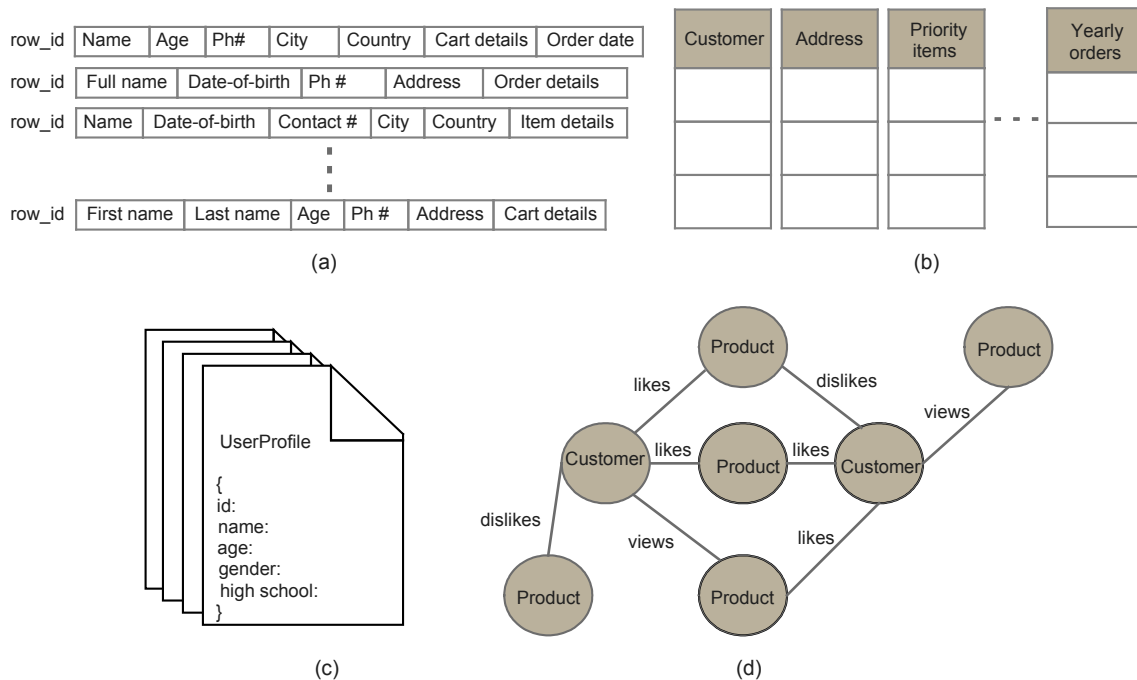 row_id Name Age Ph# City Country Cart details Order date
row_id Full name Date-of-birth Ph # Address Order details
row_id Name Date-of-birth Contact # City Country Item details
row_id First name Last name Age Ph # Address Cart details
(a)
Customer Address Priority items Yearly orders
(b)
UserProfile
{
id:
name:
age:
gender:
high school:
}
(c)
Product
Product
likes
dislikes
views
Customer
likes
Product
likes
Customer
dislikes
views
likes
Product
Product
(d)